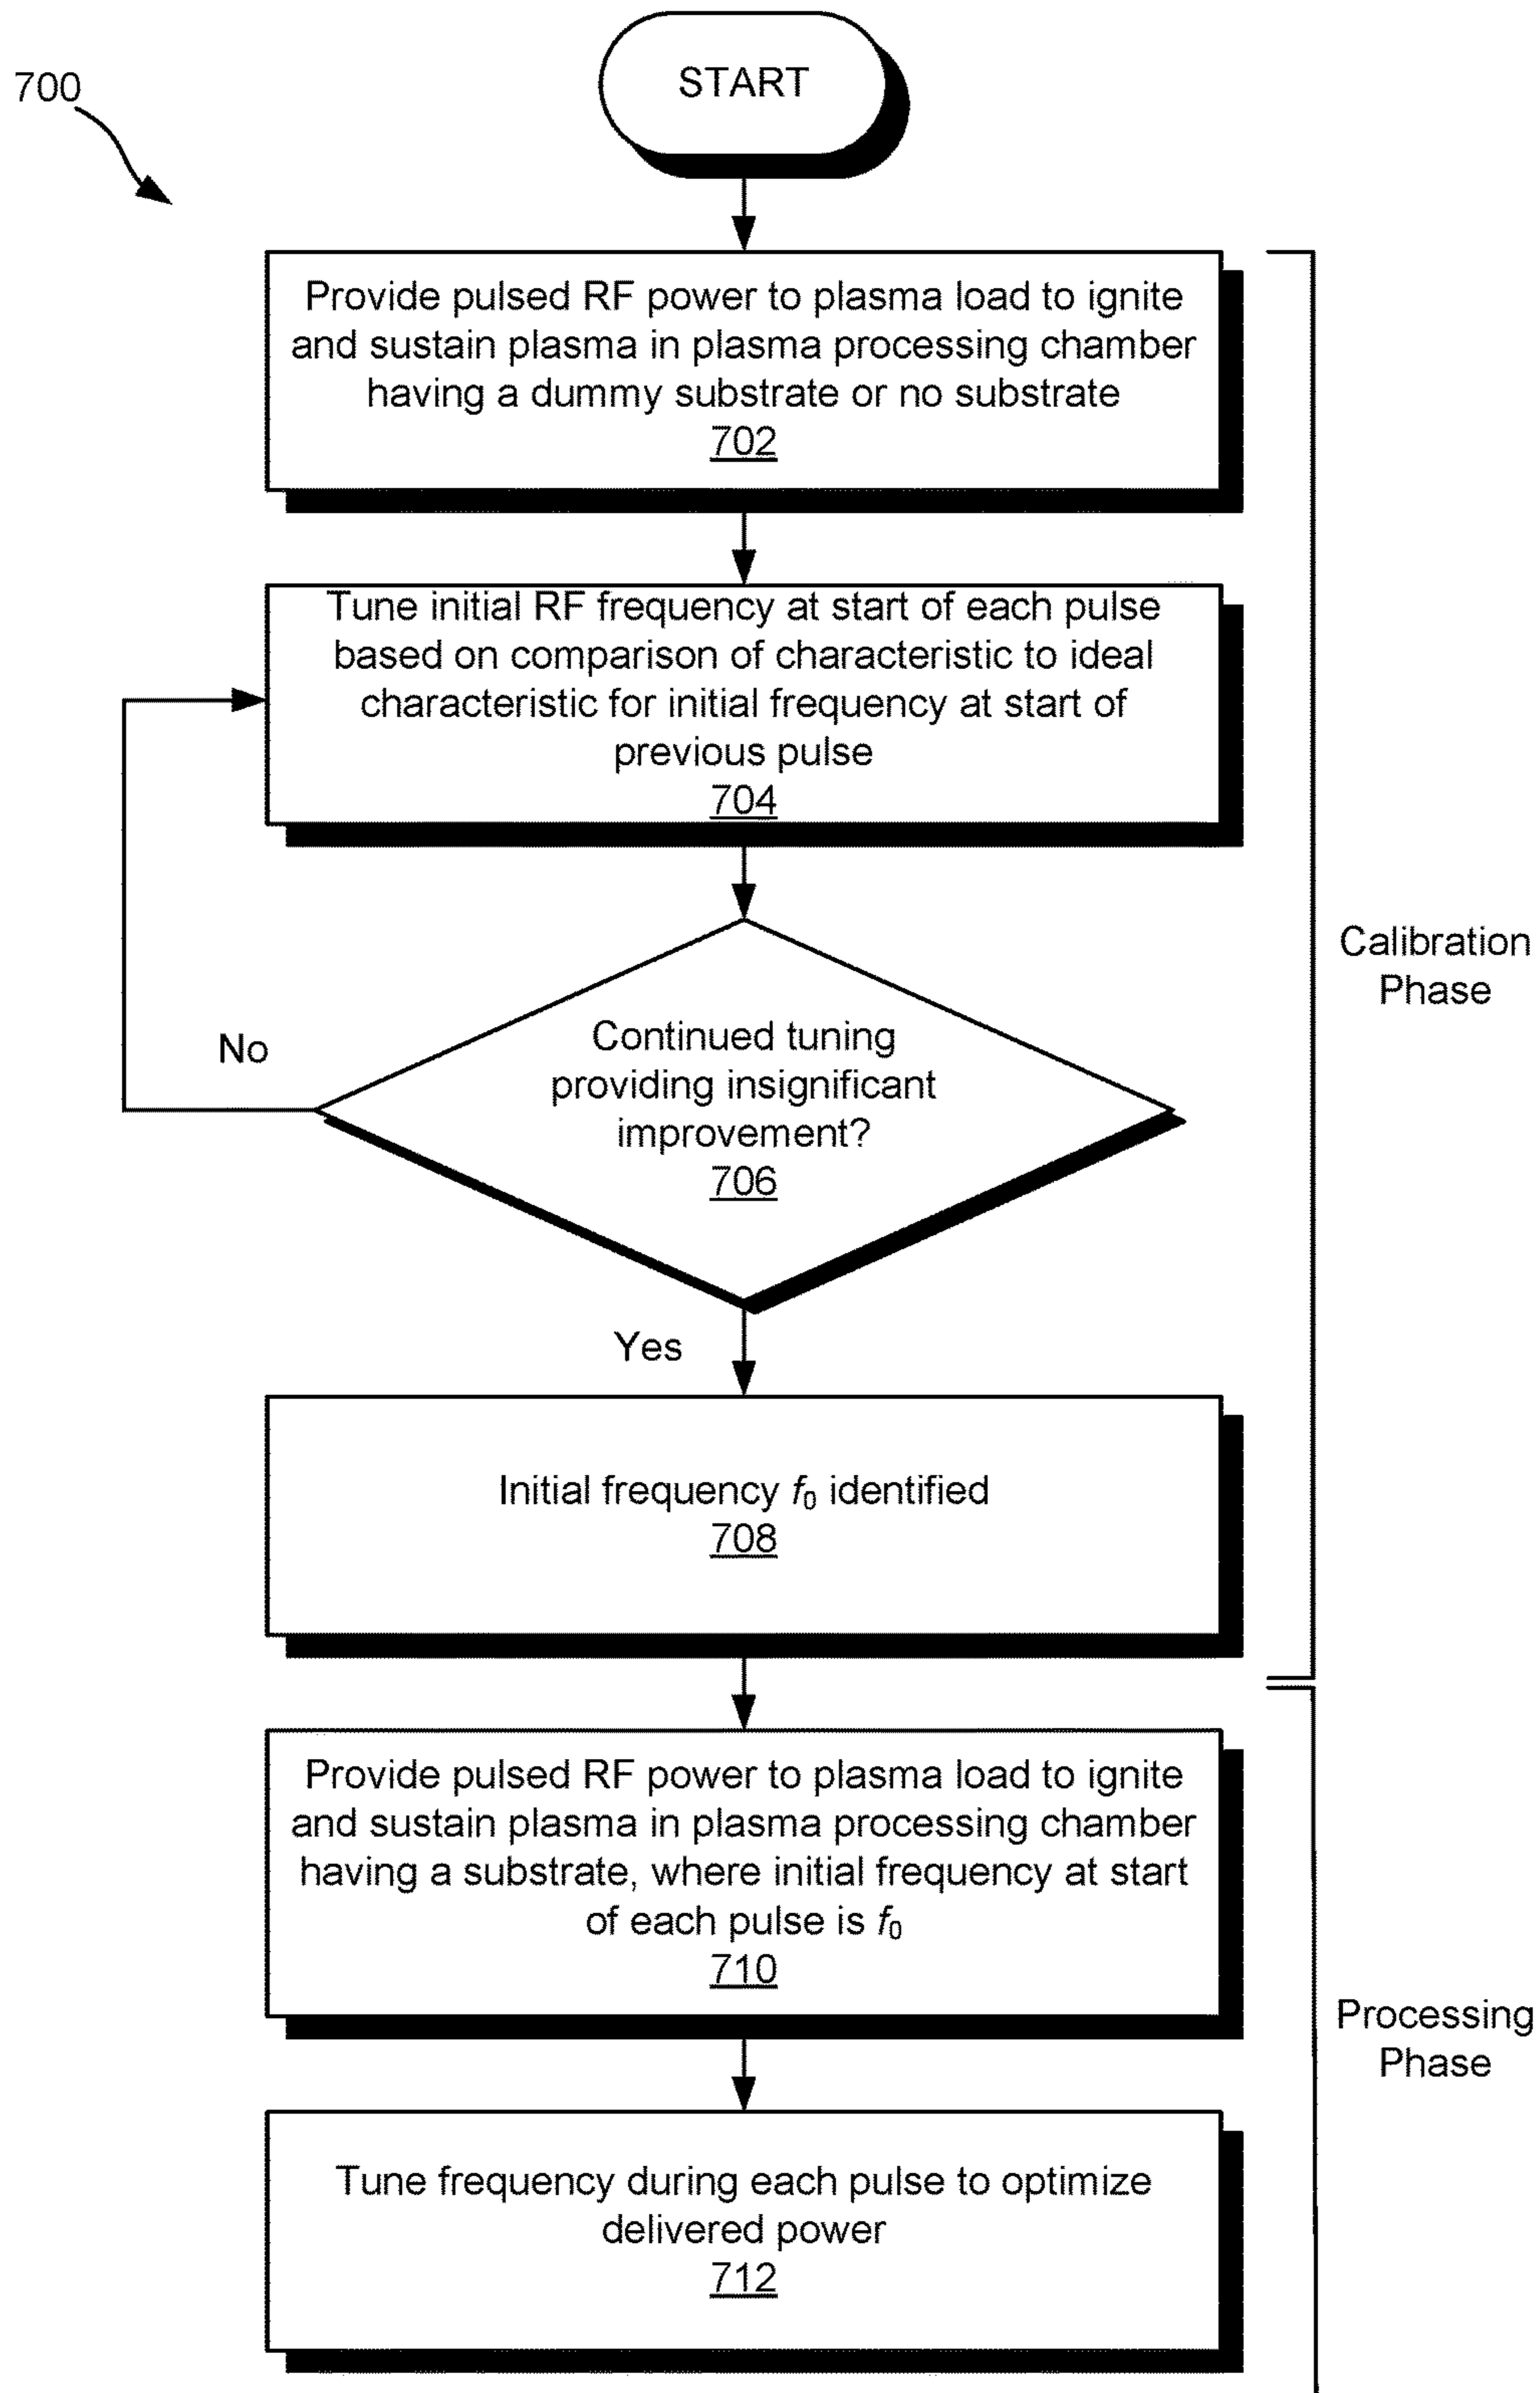 700
START
Provide pulsed RF power to plasma load to ignite
and sustain plasma in plasma processing chamber
having a dummy substrate or no substrate
702
Tune initial RF frequency at start of each pulse
based on comparison of characteristic to ideal
characteristic for initial frequency at start of
previous pulse
704
Continued tuning
providing insignificant
improvement?
706
No
Yes
Initial frequency f₀ identified
708
Calibration
Phase
Provide pulsed RF power to plasma load to ignite
and sustain plasma in plasma processing chamber
having a substrate, where initial frequency at start
of each pulse is f₀
710
Tune frequency during each pulse to optimize
delivered power
712
Processing
Phase